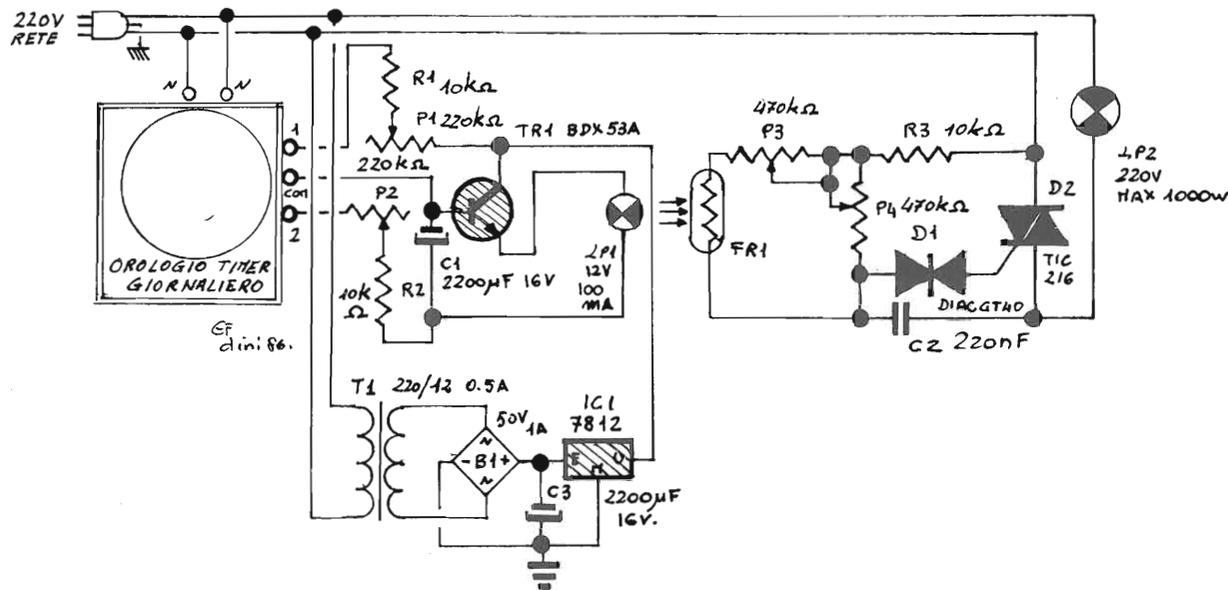 220V
RETE
N N
1
COM
2
OROLOGIO TIMER
GIORNALIERO
EF
dini 86.
R1 10kΩ
P1 220kΩ
220kΩ
P2
TR1 BDX53A
C1
2200µF 16V
R2
10k
Ω
LP1
12V
100
mA
FR1
470kΩ
P3
R3 10kΩ
P4 470kΩ
D1
DIAC GT40
D2
TIC
216
C2 220nF
LP2
220V
MAX 1000W
T1 220/12 0.5A
50V 1A
~
- B1 +
~
IC1
7812
E U
M
C3
2200µF
16V.